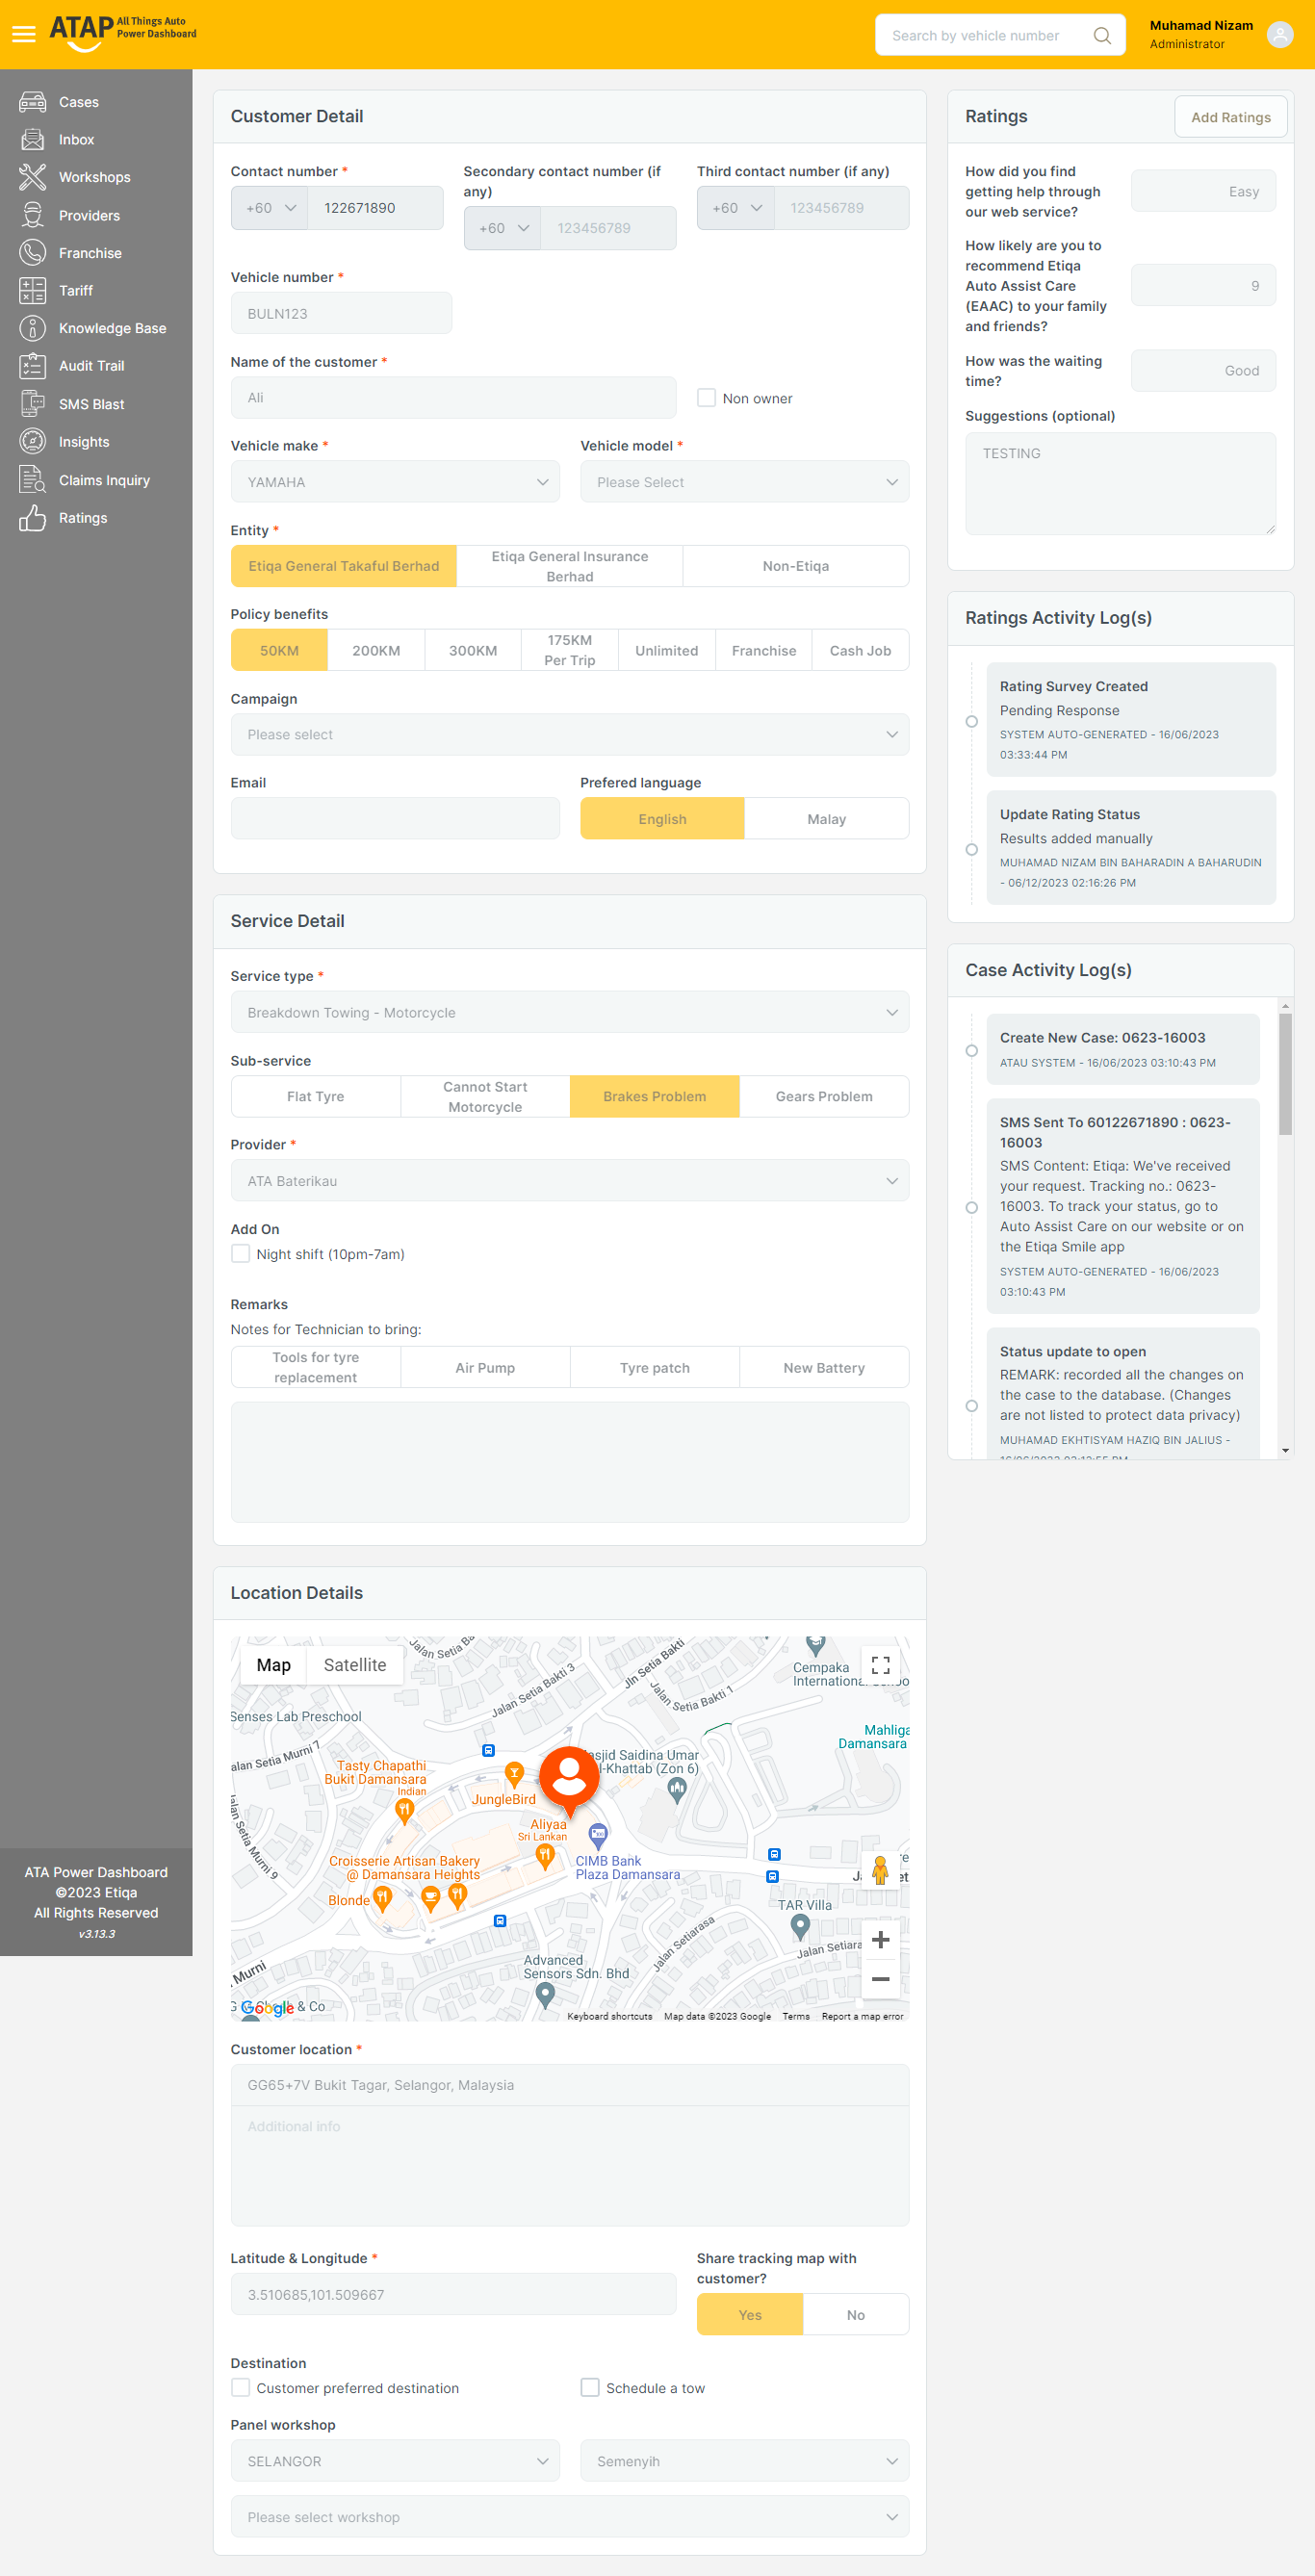 ATAP All Things Auto
Power Dashboard
Search by vehicle number
Muhamad Nizam
Administrator
Cases
Inbox
Workshops
Providers
Franchise
Tariff
Knowledge Base
Audit Trail
SMS Blast
Insights
Claims Inquiry
Ratings
ATA Power Dashboard
©2023 Etiqa
All Rights Reserved
v3.13.3
Customer Detail
Contact number *
+60 122671890
Secondary contact number (if
any)
+60 123456789
Third contact number (if any)
+60 123456789
Vehicle number *
BULN123
Name of the customer *
Ali
Non owner
Vehicle make *
YAMAHA
Vehicle model *
Please Select
Entity *
Etiqa General Takaful Berhad
Etiqa General Insurance
Berhad
Non-Etiqa
Policy benefits
50KM
200KM
300KM
175KM
Per Trip
Unlimited
Franchise
Cash Job
Campaign
Please select
Email
Prefered language
English
Malay
Service Detail
Service type *
Breakdown Towing - Motorcycle
Sub-service
Flat Tyre
Cannot Start
Motorcycle
Brakes Problem
Gears Problem
Provider *
ATA Baterikau
Add On
Night shift (10pm-7am)
Remarks
Notes for Technician to bring:
Tools for tyre
replacement
Air Pump
Tyre patch
New Battery
Location Details
Map
Satellite
Jalan Setia Ba
Jalan Setia Bakti 3
Jln Setia Bakti
Jalan Setia Bakti 1
Cempaka
International
Senses Lab Preschool
alan Setia Murni 7
Mahliga
Damansara
Tasty Chapathi
Bukit Damansara
Indian
JungleBird
sjid Saidina Umar
l-Khattab (Zon 6)
Aliyaa
Sri Lankan
Croisserie Artisan Bakery
@ Damansara Heights
CIMB Bank
Plaza Damansara
Blonde
an Setia Murni 9
TAR Villa
Jalan Setiarasa
Jalan Setiara
Advanced
Sensors Sdn. Bhd
Murni
& Co
Google
Keyboard shortcuts
Map data ©2023 Google
Terms
Report a map error
Customer location *
GG65+7V Bukit Tagar, Selangor, Malaysia
Additional info
Latitude & Longitude *
3.510685,101.509667
Share tracking map with
customer?
Yes
No
Destination
Customer preferred destination
Schedule a tow
Panel workshop
SELANGOR
Semenyih
Please select workshop
Ratings
Add Ratings
How did you find
getting help through
our web service?
Easy
How likely are you to
recommend Etiqa
Auto Assist Care
(EAAC) to your family
and friends?
9
How was the waiting
time?
Good
Suggestions (optional)
TESTING
Ratings Activity Log(s)
Rating Survey Created
Pending Response
SYSTEM AUTO-GENERATED - 16/06/2023
03:33:44 PM
Update Rating Status
Results added manually
MUHAMAD NIZAM BIN BAHARADIN A BAHARUDIN
- 06/12/2023 02:16:26 PM
Case Activity Log(s)
Create New Case: 0623-16003
ATAU SYSTEM - 16/06/2023 03:10:43 PM
SMS Sent To 60122671890 : 0623-
16003
SMS Content: Etiqa: We've received
your request. Tracking no.: 0623-
16003. To track your status, go to
Auto Assist Care on our website or on
the Etiqa Smile app
SYSTEM AUTO-GENERATED - 16/06/2023
03:10:43 PM
Status update to open
REMARK: recorded all the changes on
the case to the database. (Changes
are not listed to protect data privacy)
MUHAMAD EKHTISYAM HAZIQ BIN JALIUS -